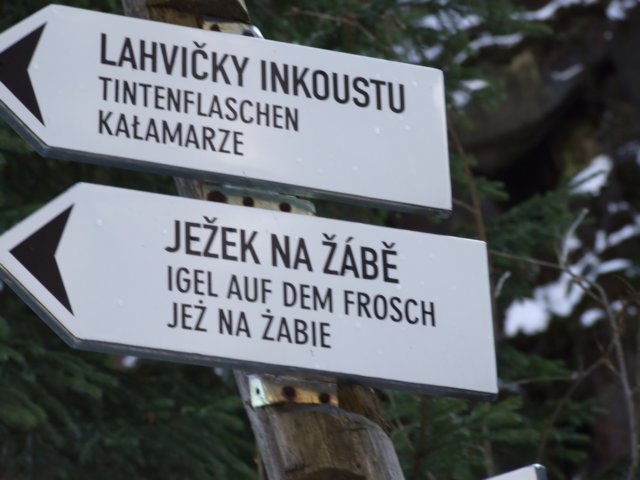 LAHVIČKY INKOUSTU
TINTENFLASCHEN
KAŁAMARZE
JEŽEK NA ŽÁBĚ
IGEL AUF DEM FROSCH
JEŻ NA ŻABIE